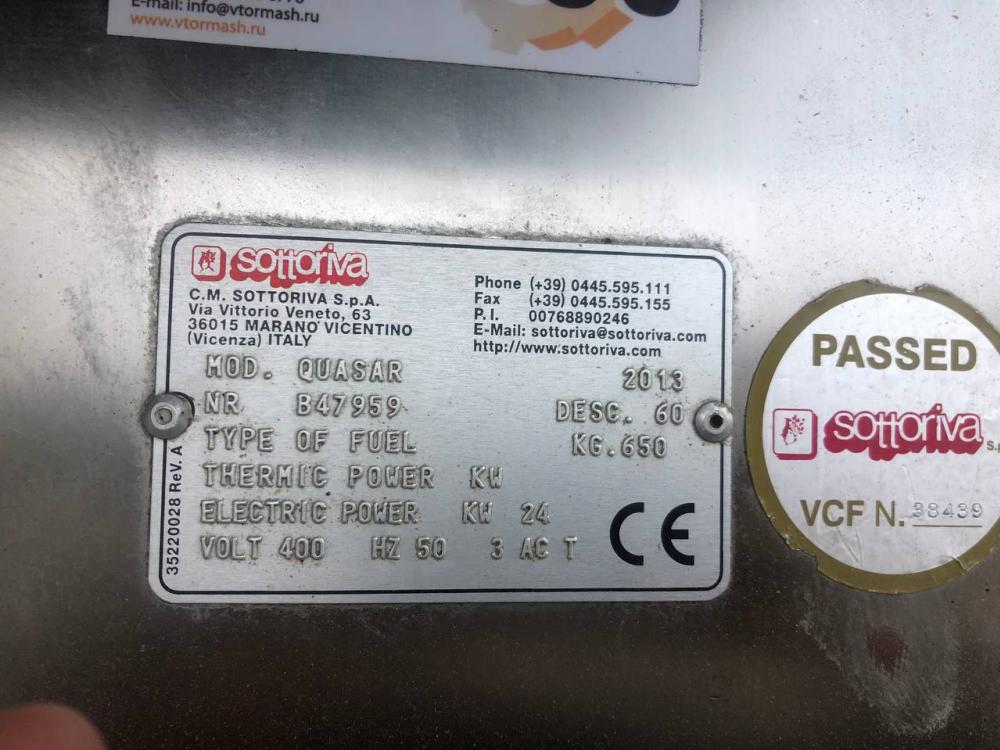 E-mail: info@vtormash.ru
www.vtormash.ru
sottoriva
C.M. SOTTORIVA S.p.A.
Via Vittorio Veneto, 63
36015 MARANO VICENTINO
(Vicenza) ITALY
Phone (+39) 0445.595.111
Fax (+39) 0445.595.155
P.I. 00768890246
E-Mail: sottoriva@sottoriva.com
http://www.sottoriva.com
MOD. QUASAR 2013
NR B47959 DESC. 60
TYPE OF FUEL KG.650
THERMIC POWER KW
ELECTRIC POWER KW 24
VOLT 400 HZ 50 3 AC T
CE
35220028 ReV. A
PASSED
sottoriva
VCF N. 38439